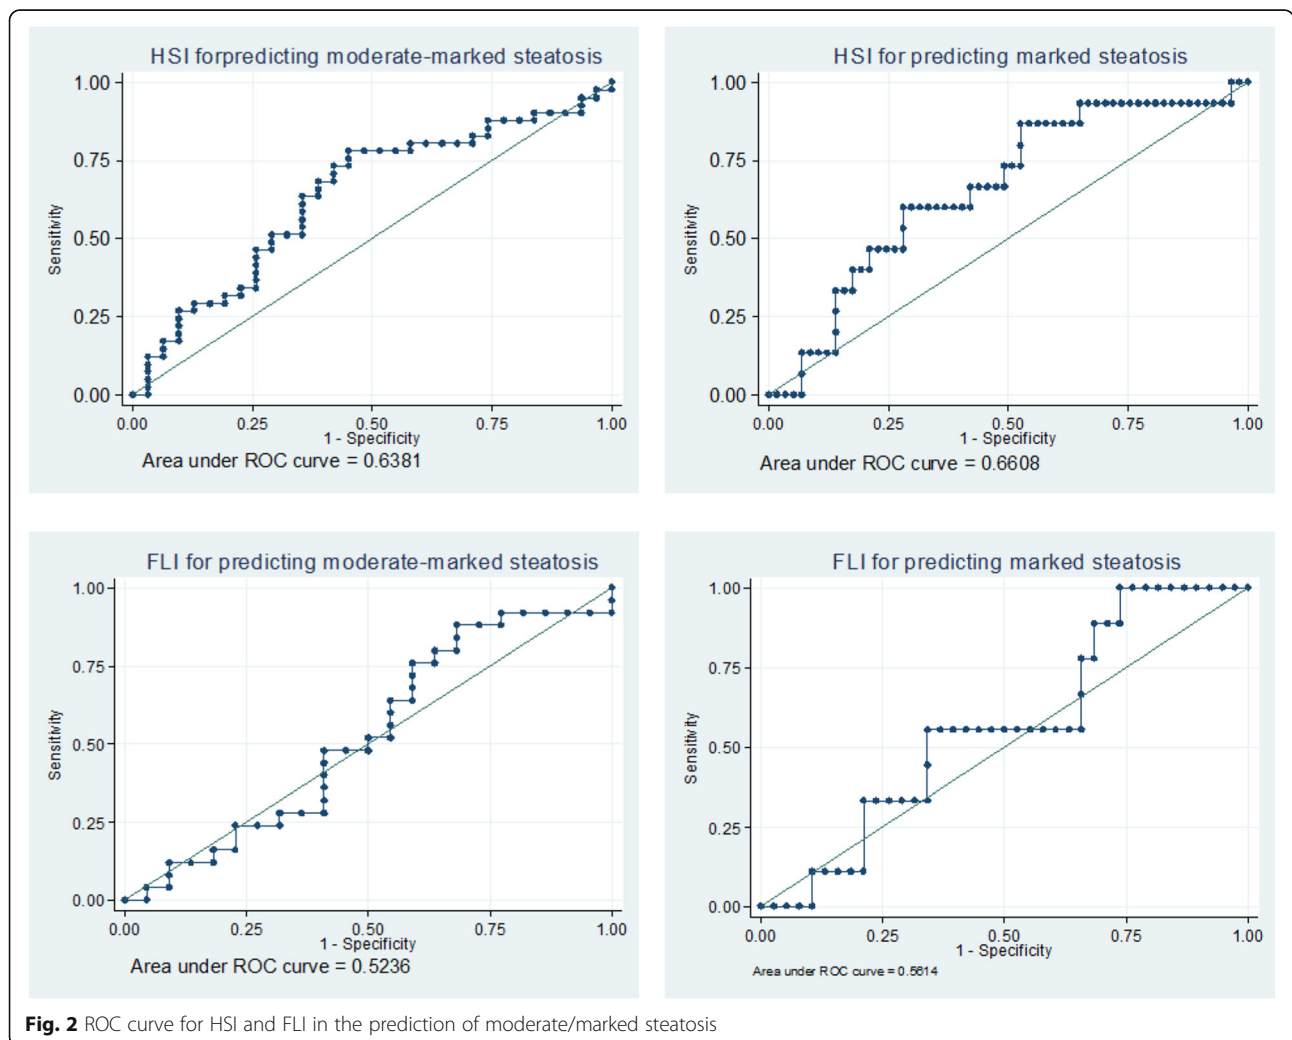 HSI forpredicting moderate-marked steatosis
1.00
0.75
0.50
0.25
0.00
Sensitivity
0.00 0.25 0.50 0.75 1.00
1 - Specificity
Area under ROC curve = 0.6381
HSI for predicting marked steatosis
1.00
0.75
0.50
0.25
0.00
Sensitivity
0.00 0.25 0.50 0.75 1.00
1 - Specificity
Area under ROC curve = 0.6608
FLI for predicting moderate-marked steatosis
1.00
0.75
0.50
0.25
0.00
Sensitivity
0.00 0.25 0.50 0.75 1.00
1 - Specificity
Area under ROC curve = 0.5236
FLI for predicting marked steatosis
1.00
0.75
0.50
0.25
0.00
Sensitivity
0.00 0.25 0.50 0.75 1.00
1 - Specificity
Area under ROC curve = 0.5614
Fig. 2 ROC curve for HSI and FLI in the prediction of moderate/marked steatosis